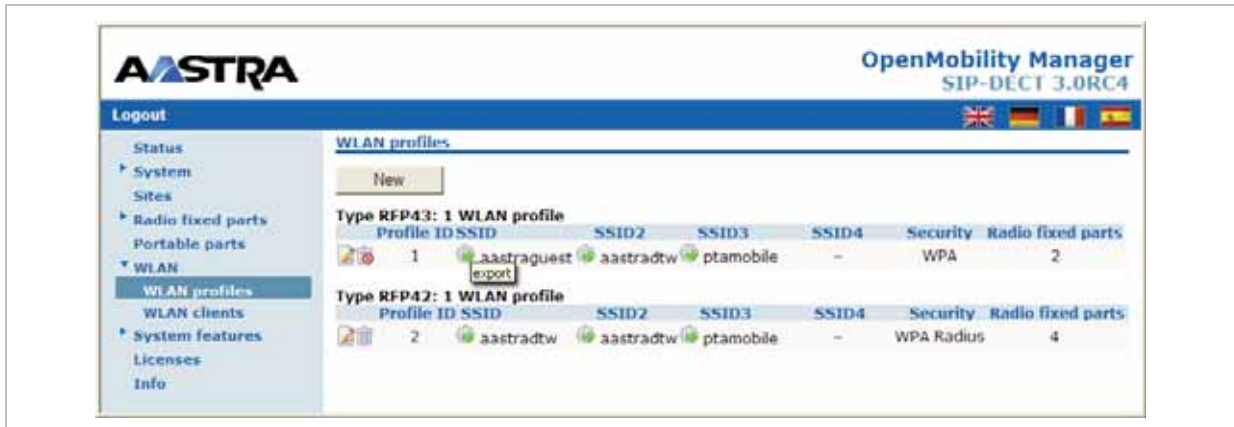 AASTRA
OpenMobility Manager
SIP-DECT 3.0RC4
Logout
Status
System
Sites
Radio fixed parts
Portable parts
WLAN
WLAN profiles
WLAN clients
System features
Licenses
Info
WLAN profiles
New
Type RFP43: 1 WLAN profile
Profile ID SSID SSID2 SSID3 SSID4 Security Radio fixed parts
1 aastraguest aastradtw ptamobile - WPA 2
export
Type RFP42: 1 WLAN profile
Profile ID SSID SSID2 SSID3 SSID4 Security Radio fixed parts
2 aastradtw aastradtw ptamobile - WPA Radius 4